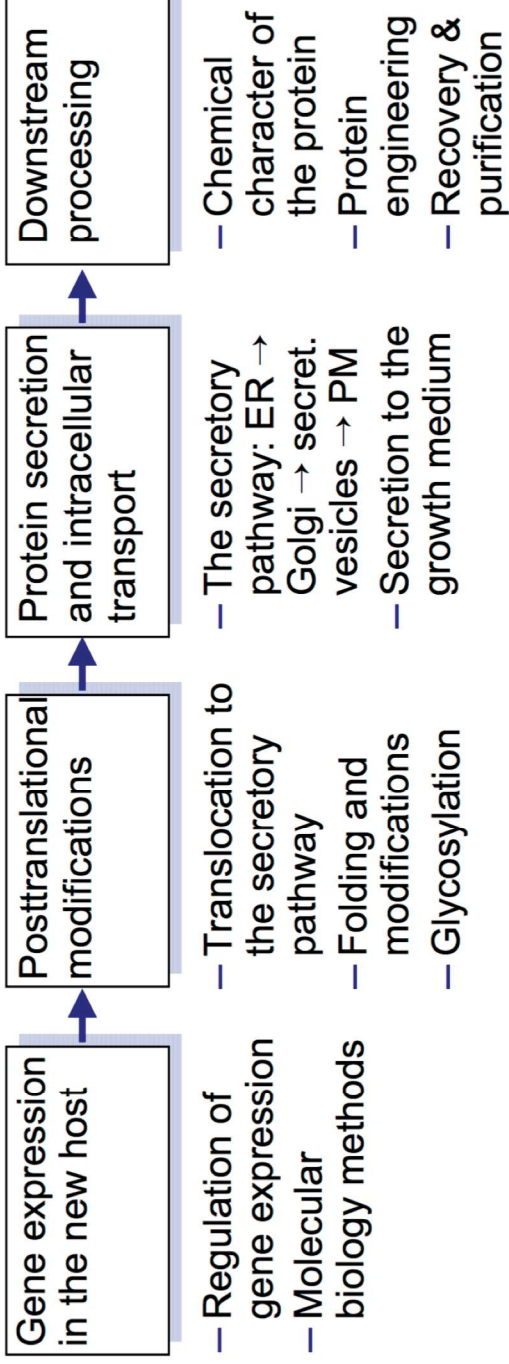 Gene expression
in the new host
– Regulation of
gene expression
– Molecular
biology methods
Posttranslational
modifications
– Translocation to
the secretory
pathway
– Folding and
modifications
– Glycosylation
Protein secretion
and intracellular
transport
– The secretory
pathway: ER →
Golgi → secret.
vesicles → PM
– Secretion to the
growth medium
Downstream
processing
– Chemical
character of
the protein
– Protein
engineering
– Recovery &
purification